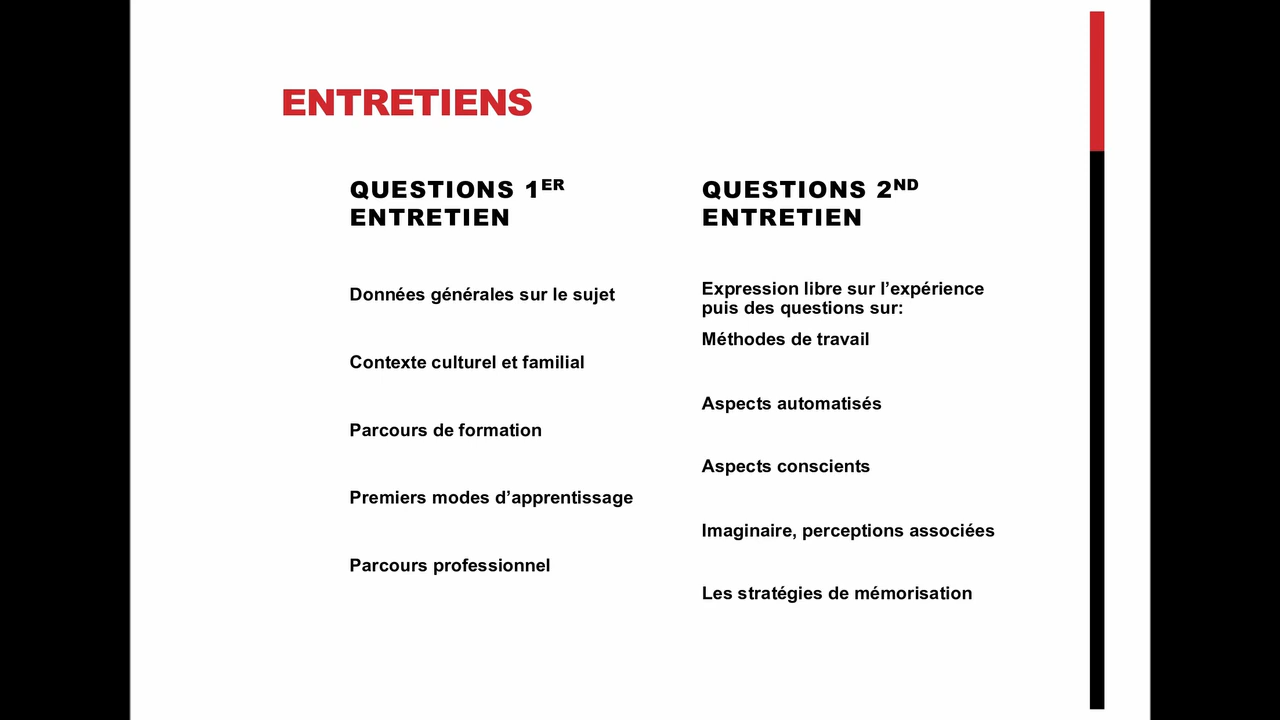 ENTRETIENS
QUESTIONS 1ER
ENTRETIEN
Données générales sur le sujet
Contexte culturel et familial
Parcours de formation
Premiers modes d'apprentissage
Parcours professionnel
QUESTIONS 2ND
ENTRETIEN
Expression libre sur l'expérience
puis des questions sur:
Méthodes de travail
Aspects automatisés
Aspects conscients
Imaginaire, perceptions associées
Les stratégies de mémorisation